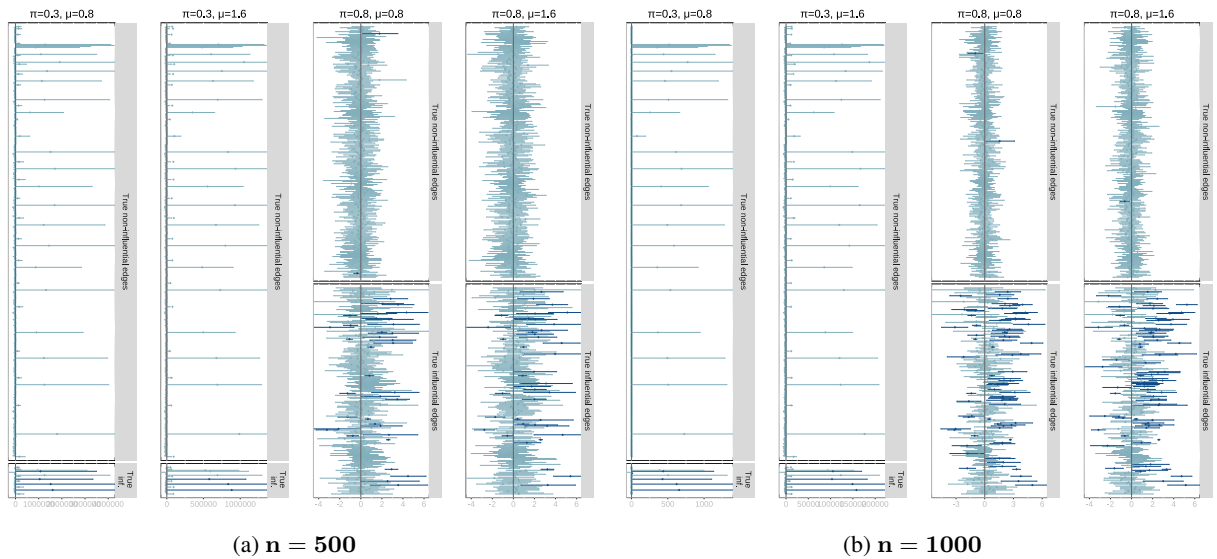 π=0.3, μ=0.8 π=0.3, μ=1.6 π=0.8, μ=0.8 π=0.8, μ=1.6 π=0.3, μ=0.8 π=0.3, μ=1.6 π=0.8, μ=0.8 π=0.8, μ=1.6
True non-influential edges
True inf.
True non-influential edges
True inf.
True non-influential edges
True influential edges
True non-influential edges
True influential edges
True non-influential edges
True inf.
True non-influential edges
True inf.
True non-influential edges
True influential edges
True non-influential edges
True influential edges
0 1000000 2000000 3000000 4000000
0 500000 1000000
-4 -2 0 2 4 6
-4 -2 0 2 4 6
0 500 1000
0 50000 100000 150000 200000
-3 0 3 6
-4 -2 0 2 4 6
(a) n = 500
(b) n = 1000